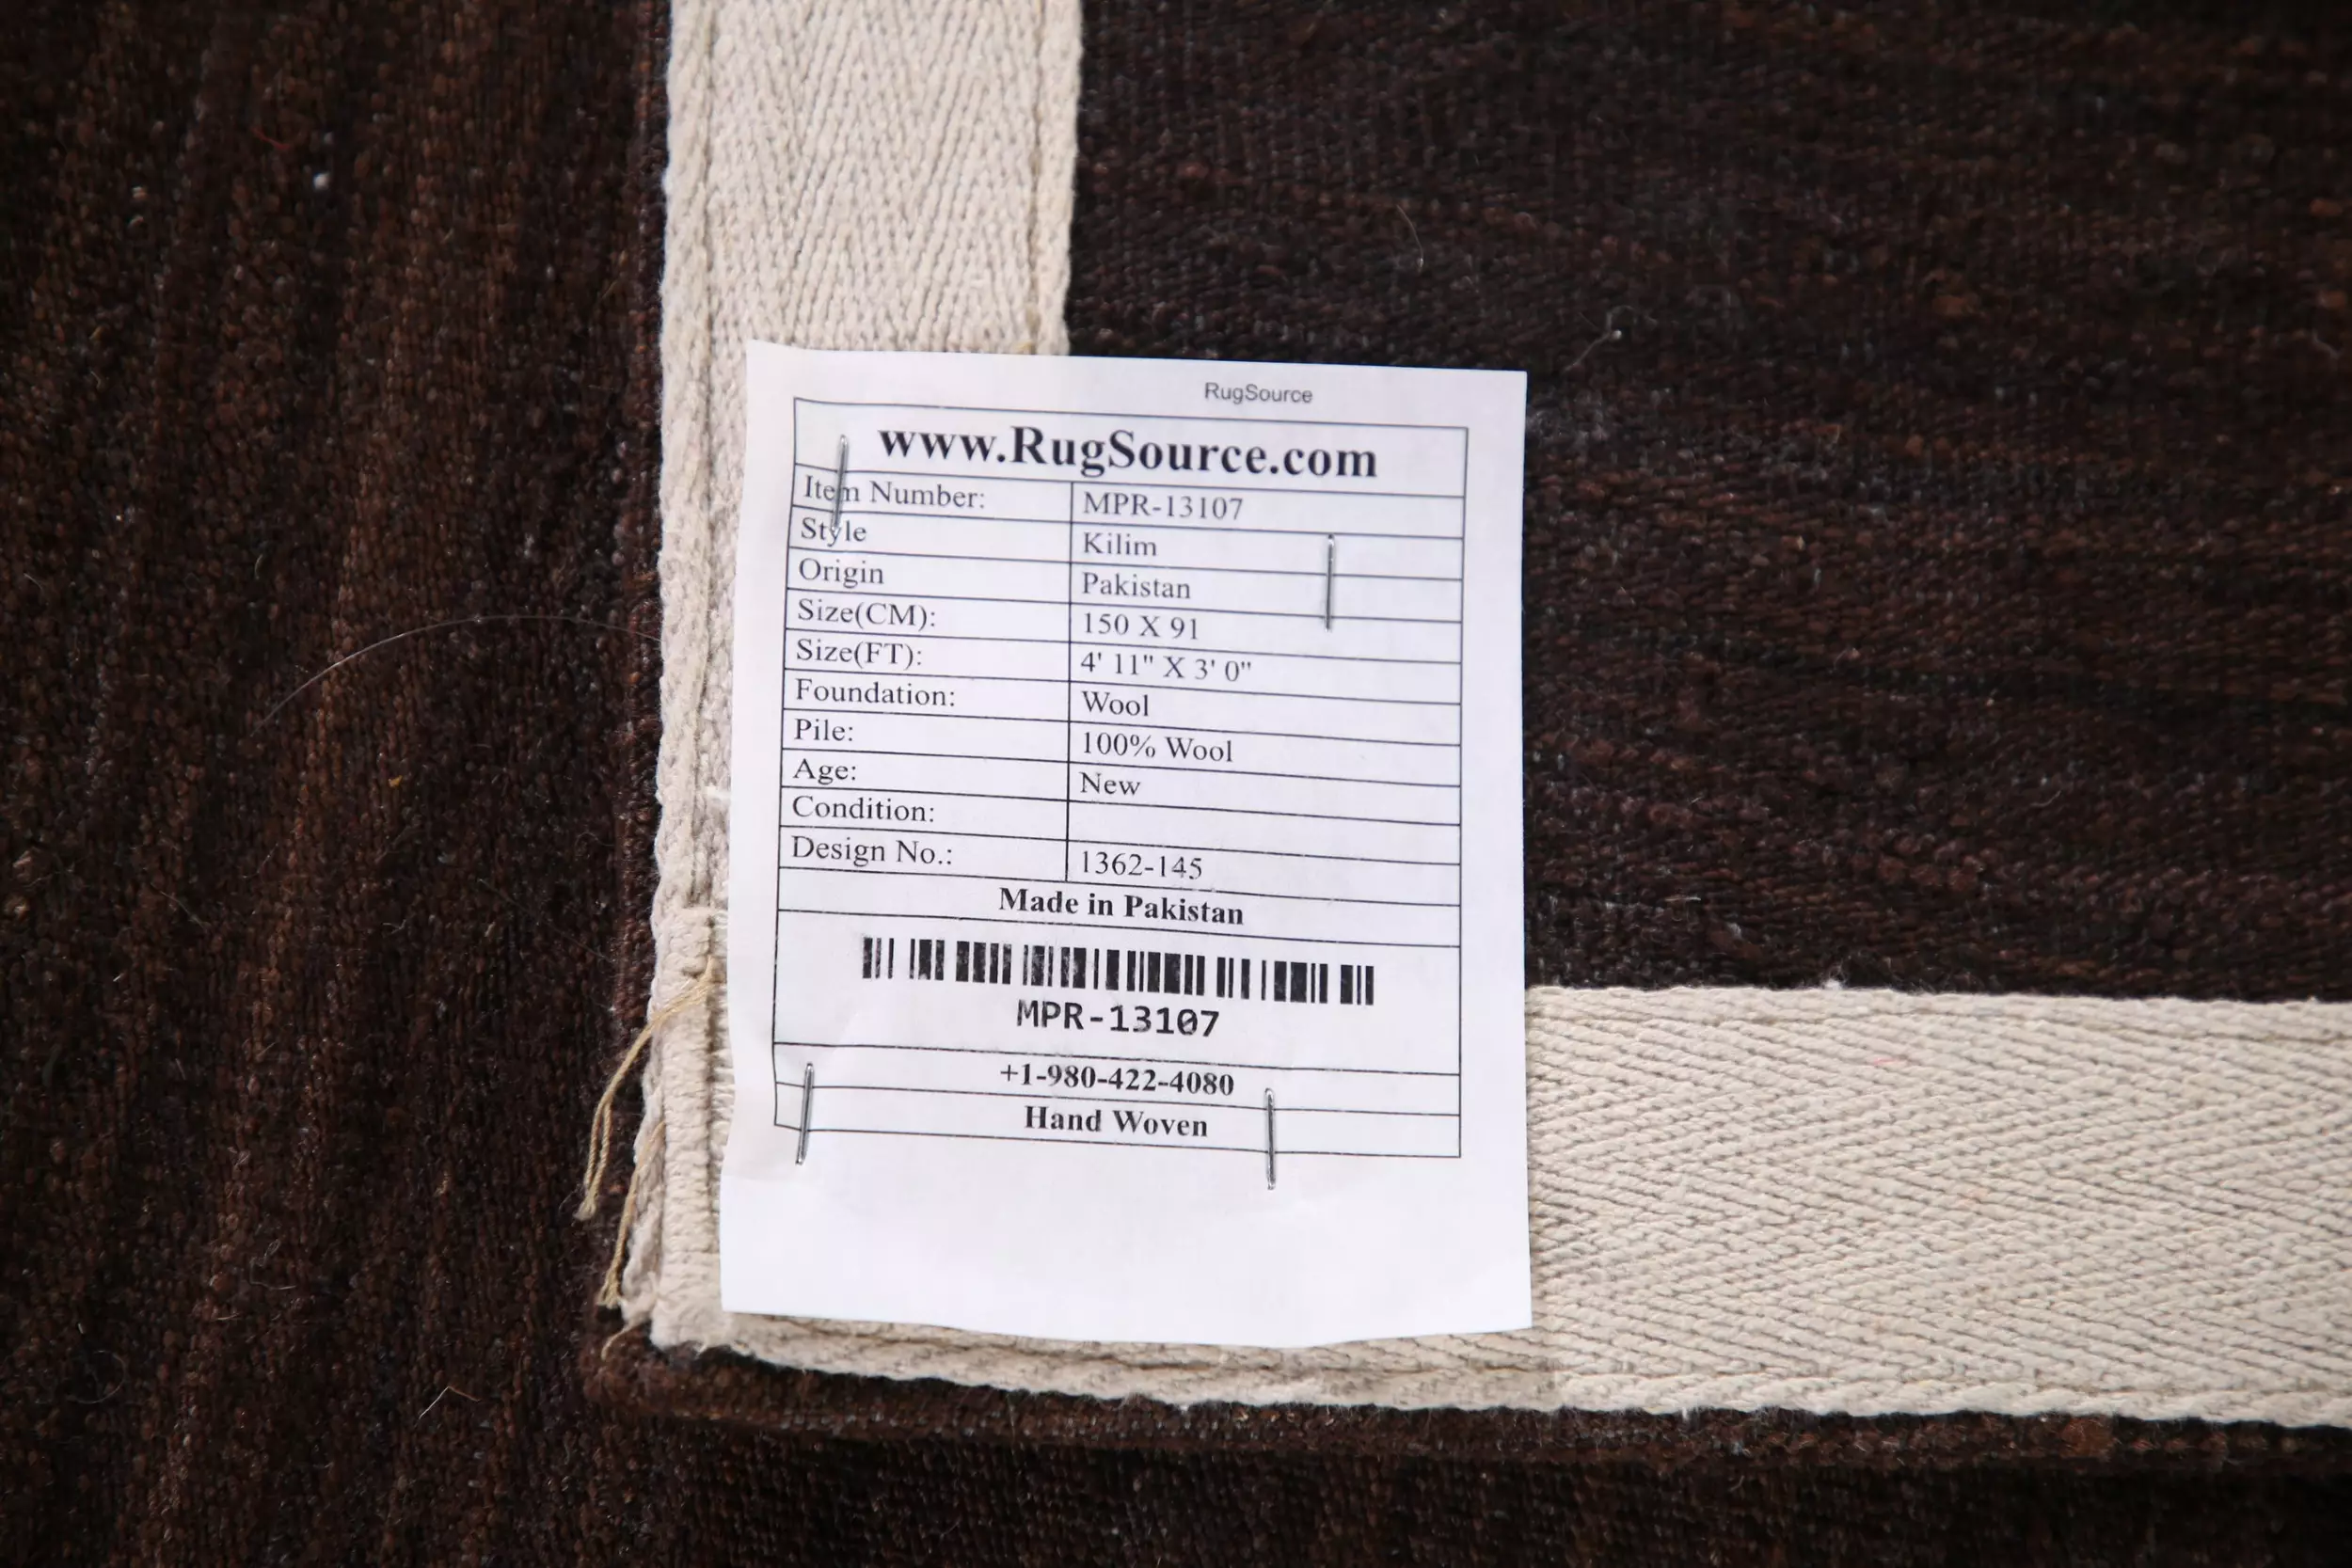 RugSource
www.RugSource.com
Item Number: MPR-13107
Style Kilim
Origin Pakistan
Size(CM): 150 X 91
Size(FT): 4' 11" X 3' 0"
Foundation: Wool
Pile: 100% Wool
Age: New
Condition:
Design No.: 1362-145
Made in Pakistan
MPR-13107
+1-980-422-4080
Hand Woven